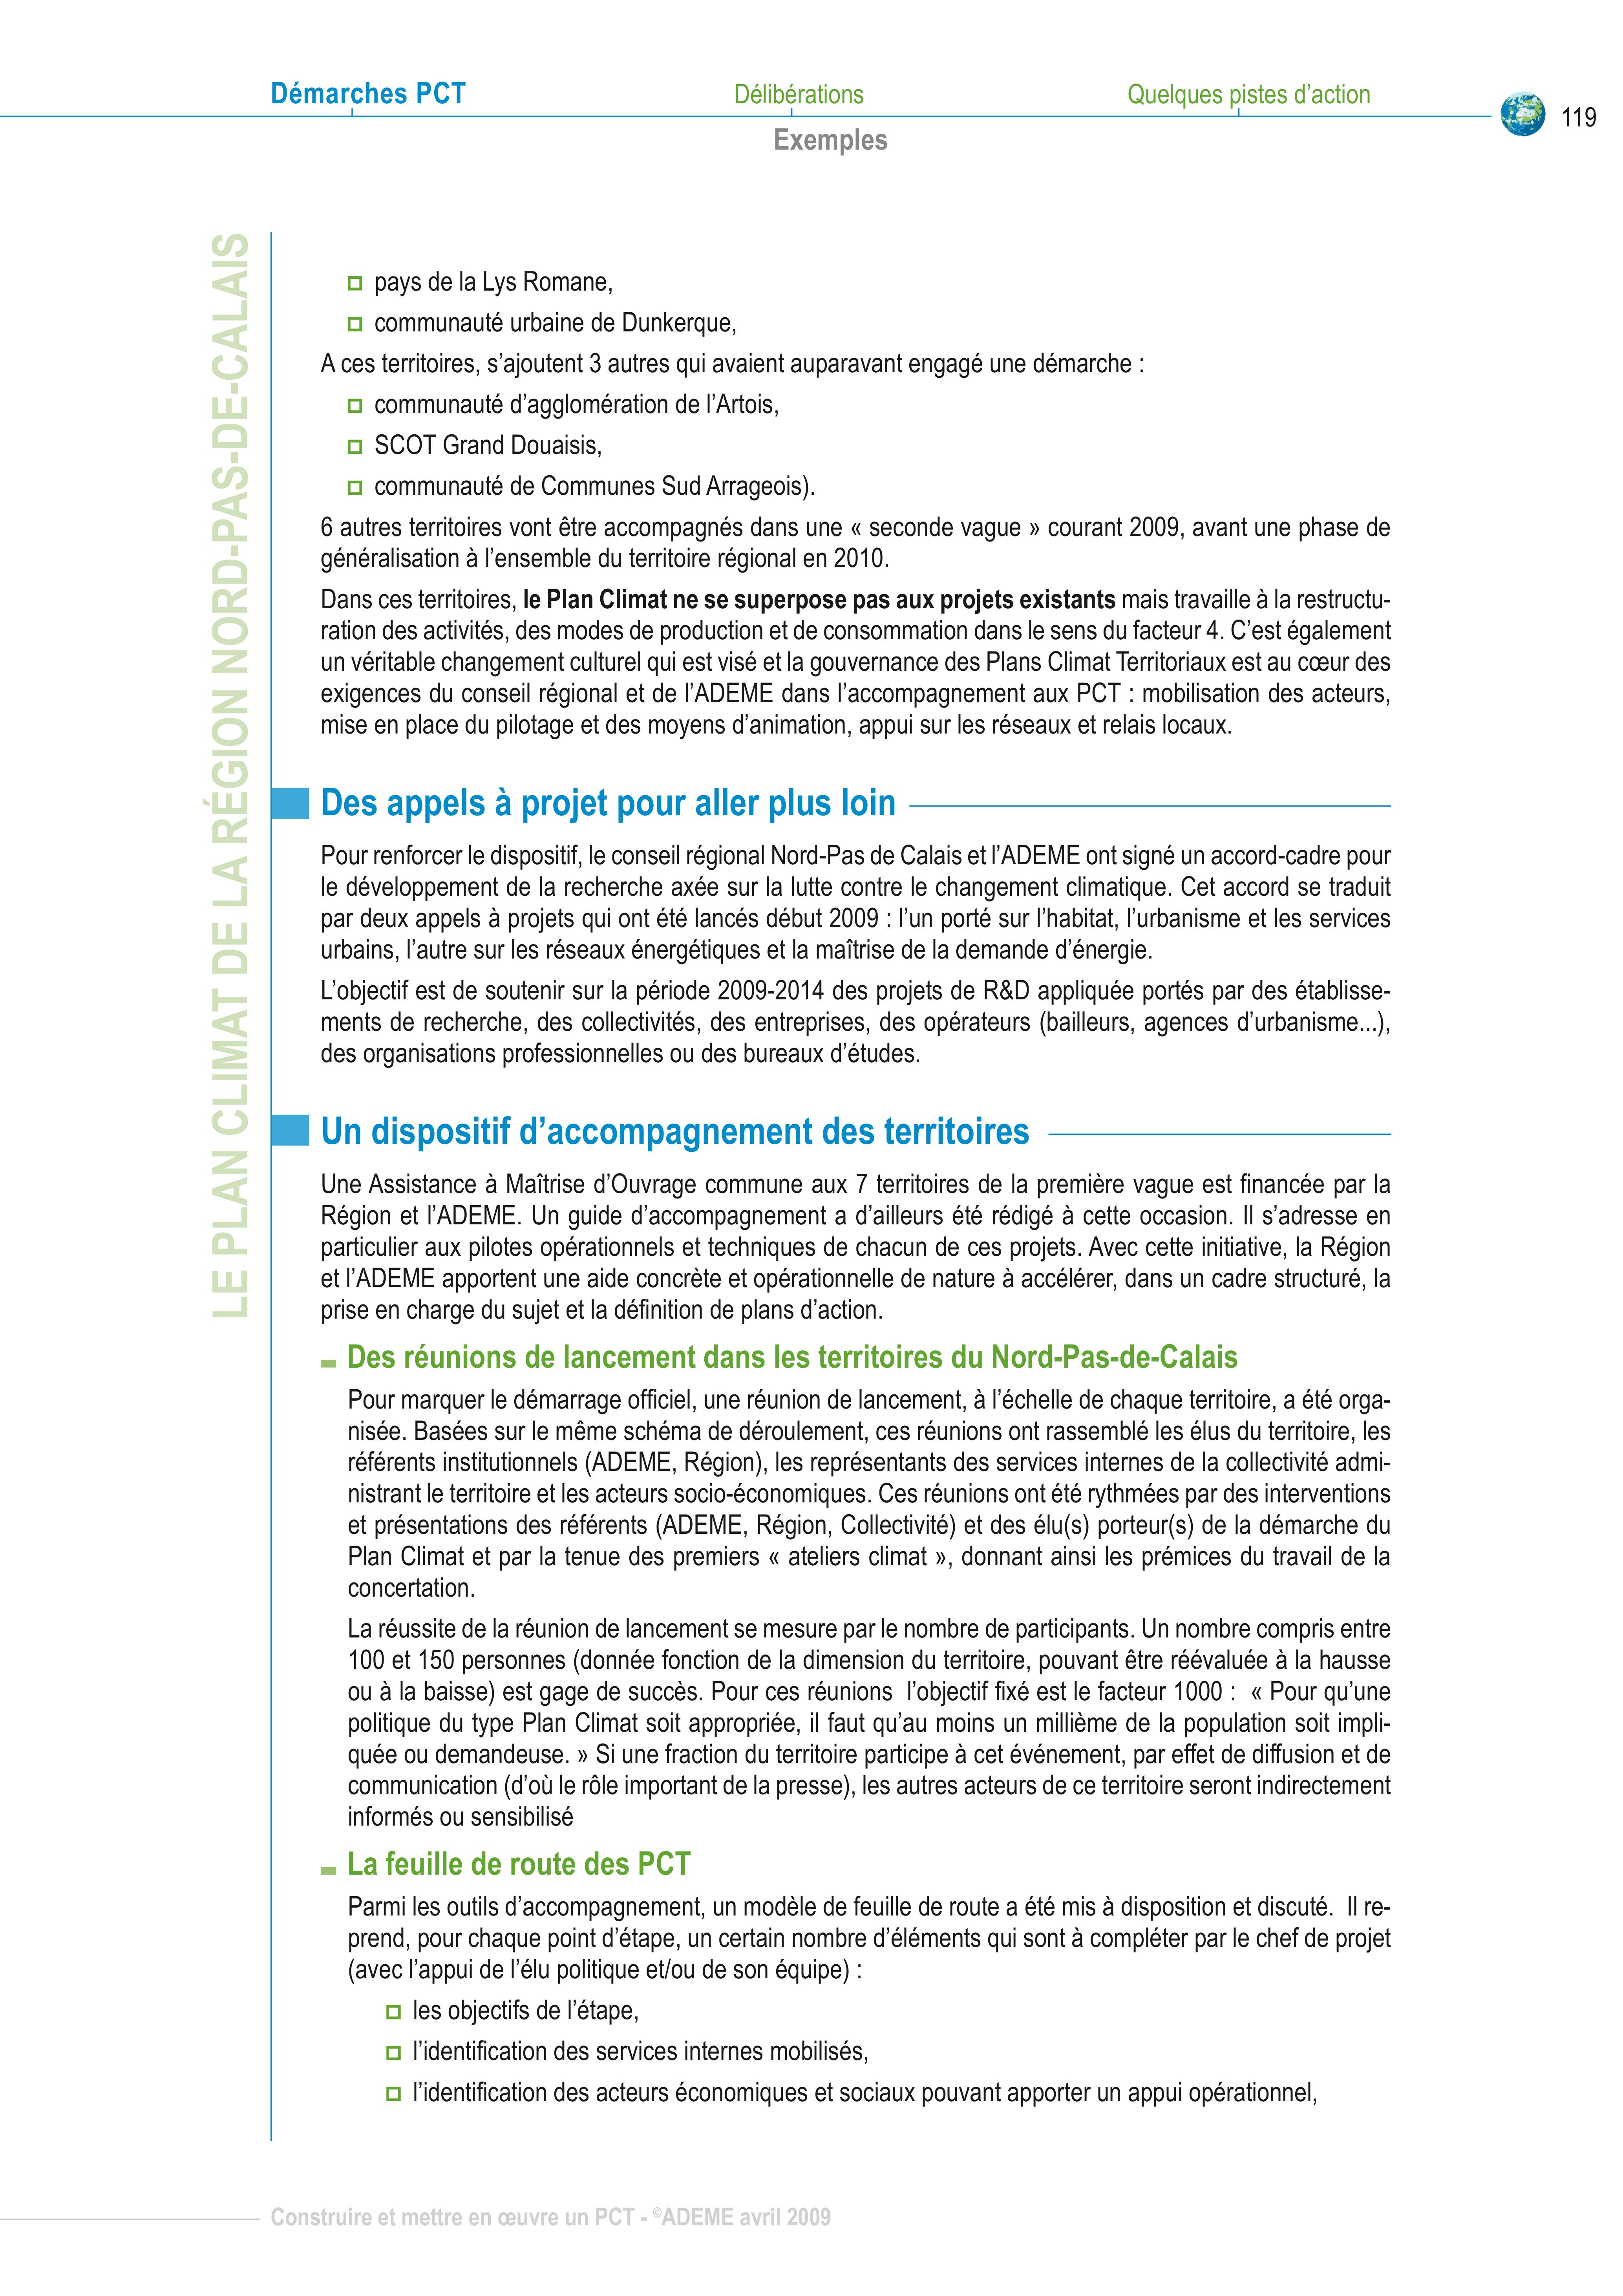 Démarches PCT
Délibérations
Quelques pistes d'action
119
Exemples
LE PLAN CLIMAT DE LA RÉGION NORD-PAS-DE-CALAIS
pays de la Lys Romane,
communauté urbaine de Dunkerque,
A ces territoires, s'ajoutent 3 autres qui avaient auparavant engagé une démarche :
communauté d'agglomération de l'Artois,
SCOT Grand Douaisis,
communauté de Communes Sud Arrageois).
6 autres territoires vont être accompagnés dans une « seconde vague » courant 2009, avant une phase de
généralisation à l'ensemble du territoire régional en 2010.
Dans ces territoires, le Plan Climat ne se superpose pas aux projets existants mais travaille à la restructu-
ration des activités, des modes de production et de consommation dans le sens du facteur 4. C'est également
un véritable changement culturel qui est visé et la gouvernance des Plans Climat Territoriaux est au cœur des
exigences du conseil régional et de l'ADEME dans l'accompagnement aux PCT : mobilisation des acteurs,
mise en place du pilotage et des moyens d'animation, appui sur les réseaux et relais locaux.
Des appels à projet pour aller plus loin
Pour renforcer le dispositif, le conseil régional Nord-Pas de Calais et l'ADEME ont signé un accord-cadre pour
le développement de la recherche axée sur la lutte contre le changement climatique. Cet accord se traduit
par deux appels à projets qui ont été lancés début 2009 : l'un porté sur l'habitat, l'urbanisme et les services
urbains, l'autre sur les réseaux énergétiques et la maîtrise de la demande d'énergie.
L'objectif est de soutenir sur la période 2009-2014 des projets de R&D appliquée portés par des établisse-
ments de recherche, des collectivités, des entreprises, des opérateurs (bailleurs, agences d'urbanisme...),
des organisations professionnelles ou des bureaux d'études.
Un dispositif d'accompagnement des territoires
Une Assistance à Maîtrise d'Ouvrage commune aux 7 territoires de la première vague est financée par la
Région et l'ADEME. Un guide d'accompagnement a d'ailleurs été rédigé à cette occasion. Il s'adresse en
particulier aux pilotes opérationnels et techniques de chacun de ces projets. Avec cette initiative, la Région
et l'ADEME apportent une aide concrète et opérationnelle de nature à accélérer, dans un cadre structuré, la
prise en charge du sujet et la définition de plans d'action.
Des réunions de lancement dans les territoires du Nord-Pas-de-Calais
Pour marquer le démarrage officiel, une réunion de lancement, à l'échelle de chaque territoire, a été orga-
nisée. Basées sur le même schéma de déroulement, ces réunions ont rassemblé les élus du territoire, les
référents institutionnels (ADEME, Région), les représentants des services internes de la collectivité admi-
nistrant le territoire et les acteurs socio-économiques. Ces réunions ont été rythmées par des interventions
et présentations des référents (ADEME, Région, Collectivité) et des élu(s) porteur(s) de la démarche du
Plan Climat et par la tenue des premiers « ateliers climat », donnant ainsi les prémices du travail de la
concertation.
La réussite de la réunion de lancement se mesure par le nombre de participants. Un nombre compris entre
100 et 150 personnes (donnée fonction de la dimension du territoire, pouvant être réévaluée à la hausse
ou à la baisse) est gage de succès. Pour ces réunions  l'objectif fixé est le facteur 1000 :  « Pour qu'une
politique du type Plan Climat soit appropriée, il faut qu'au moins un millième de la population soit impli-
quée ou demandeuse. » Si une fraction du territoire participe à cet événement, par effet de diffusion et de
communication (d'où le rôle important de la presse), les autres acteurs de ce territoire seront indirectement
informés ou sensibilisé
La feuille de route des PCT
Parmi les outils d'accompagnement, un modèle de feuille de route a été mis à disposition et discuté.  Il re-
prend, pour chaque point d'étape, un certain nombre d'éléments qui sont à compléter par le chef de projet
(avec l'appui de l'élu politique et/ou de son équipe) :
les objectifs de l'étape,
l'identification des services internes mobilisés,
l'identification des acteurs économiques et sociaux pouvant apporter un appui opérationnel,
Construire et mettre en œuvre un PCT - ©ADEME avril 2009